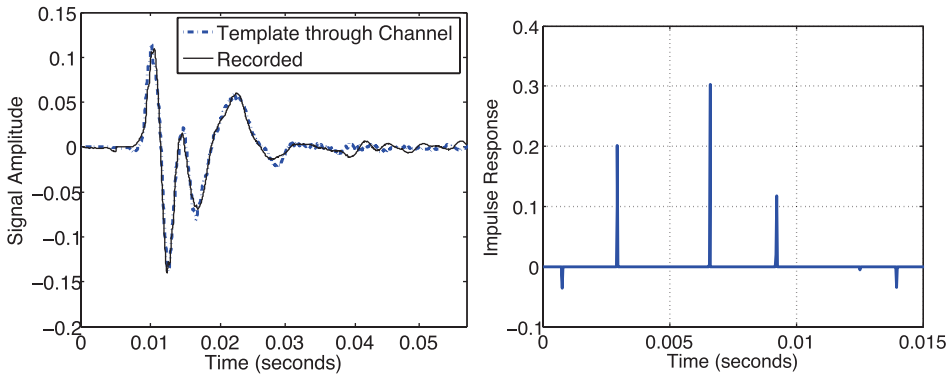 0.15
0.1
0.05
0
−0.05
−0.1
−0.15
−0.2
Signal Amplitude
Template through Channel
Recorded
0 0.01 0.02 0.03 0.04 0.05
Time (seconds)
0.4
0.3
0.2
0.1
0
−0.1
Impulse Response
0 0.005 0.01 0.015
Time (seconds)